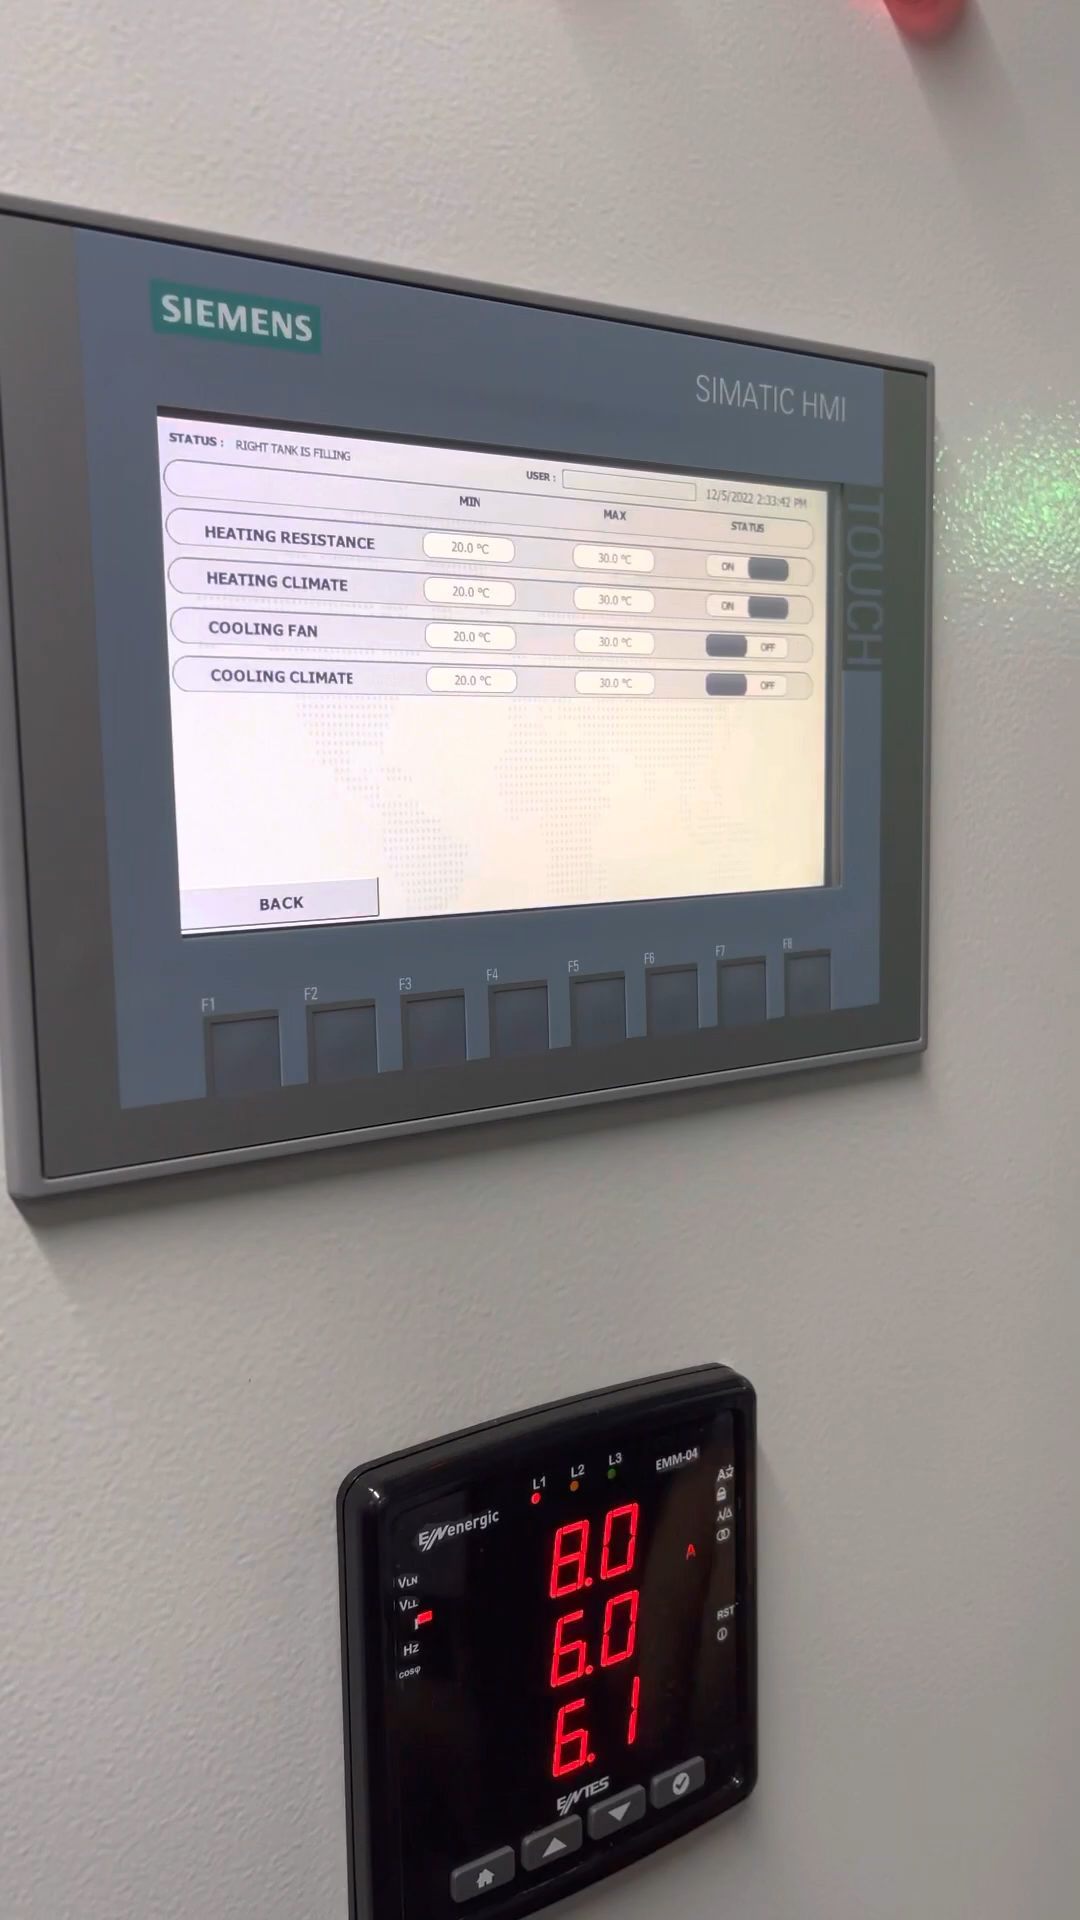 SIEMENS
SIMATIC HMI
TOUCH
STATUS : RIGHT TANK IS FILLING
USER :
12/5/2022 2:33:42 PM
MIN MAX STATUS
HEATING RESISTANCE 20.0 °C 30.0 °C ON
HEATING CLIMATE 20.0 °C 30.0 °C ON
COOLING FAN 20.0 °C 30.0 °C OFF
COOLING CLIMATE 20.0 °C 30.0 °C OFF
BACK
F1 F2 F3 F4 F5 F6 F7 F8
L1 L2 L3
EMM-04
energic
VLN
VLL
I
Hz
cosφ
8.0
A
6.0
6.1
RST
ENTES